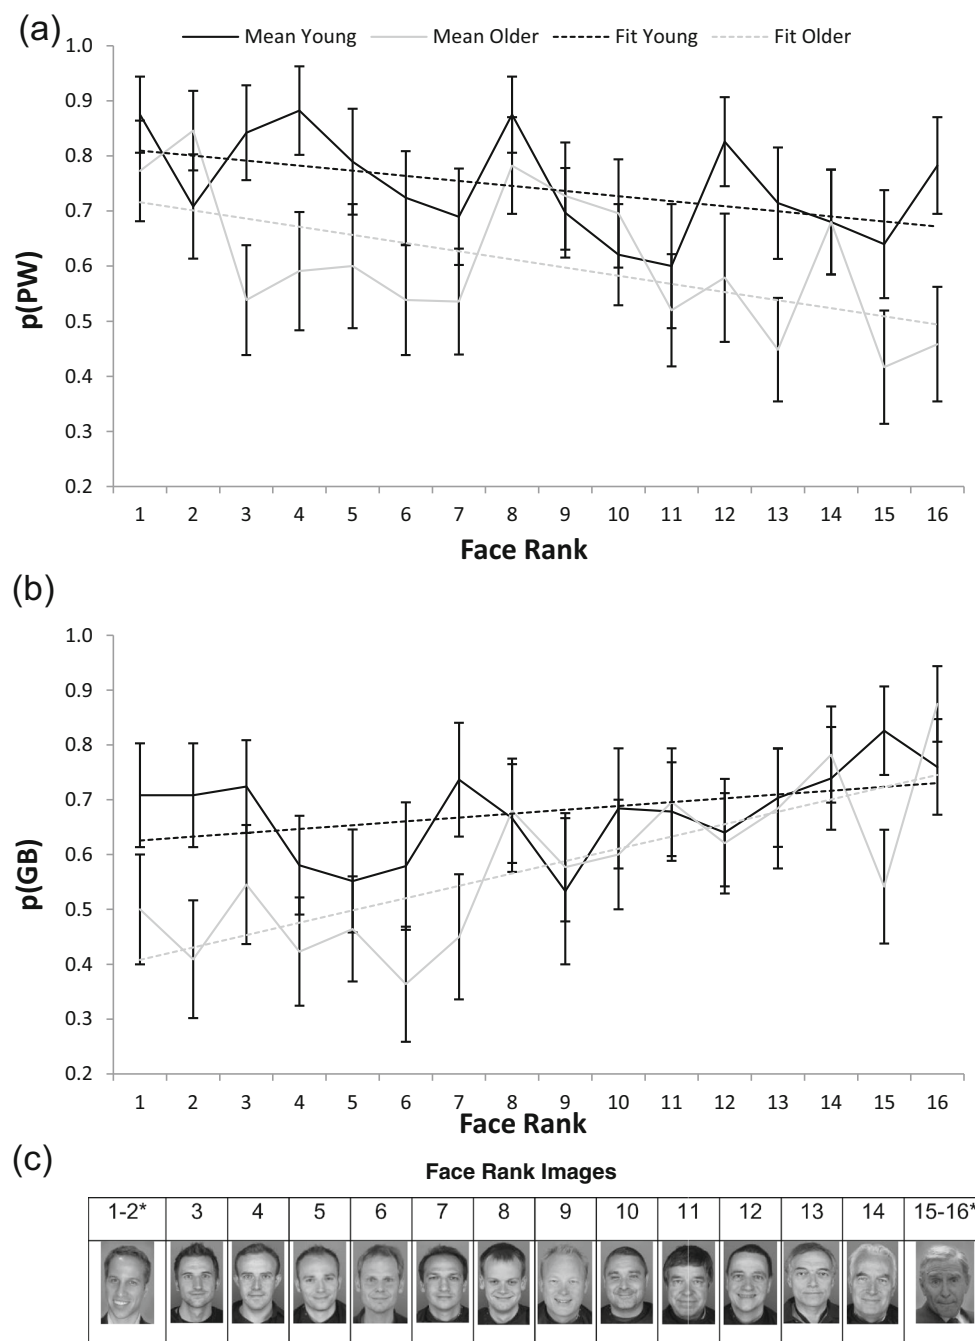 (a)
Mean Young Mean Older Fit Young Fit Older
1.0
0.9
0.8
0.7
0.6
0.5
0.4
0.3
0.2
p(PW)
1 2 3 4 5 6 7 8 9 10 11 12 13 14 15 16
Face Rank
(b)
1.0
0.9
0.8
0.7
0.6
0.5
0.4
0.3
0.2
p(GB)
1 2 3 4 5 6 7 8 9 10 11 12 13 14 15 16
Face Rank
(c)
Face Rank Images
1-2* 3 4 5 6 7 8 9 10 11 12 13 14 15-16*